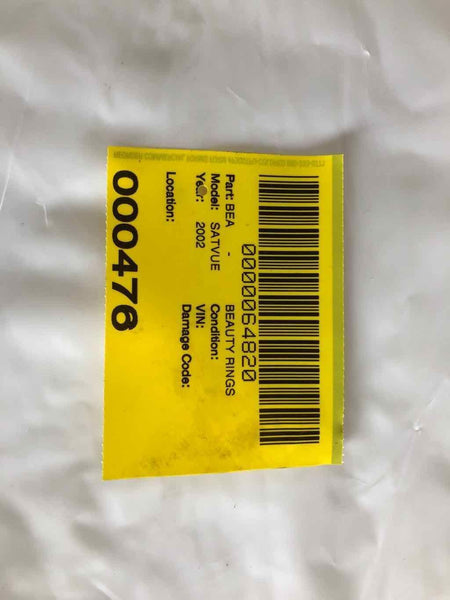 0000064820
Part: BEA - BEAUTY RINGS
Model: SATVUE Condition:
Year: 2002 VIN:
Damage Code:
Location:
000476